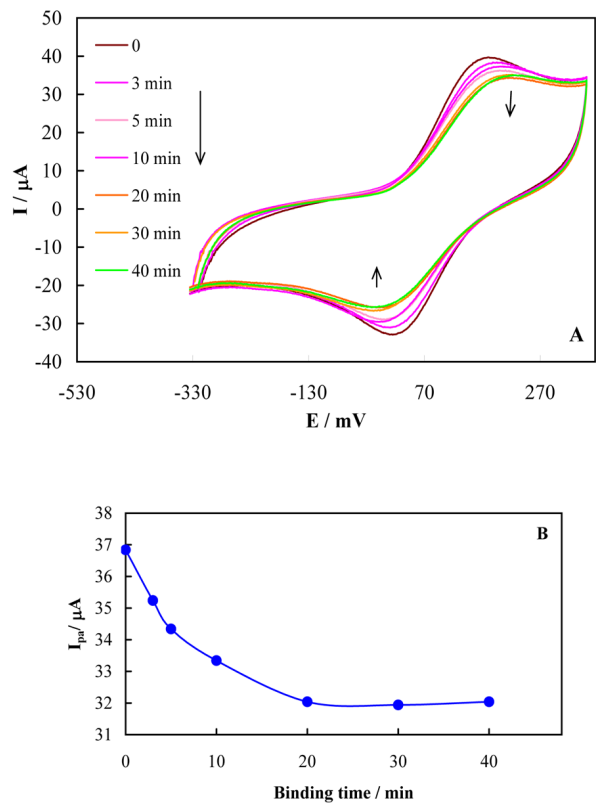 50
40
30
20
10
0
-10
-20
-30
-40
I / μA
0
3 min
5 min
10 min
20 min
30 min
40 min
A
-530
-330
-130
70
270
E / mV
38
37
36
35
34
33
32
31
Ipa/ μA
B
0
10
20
30
40
Binding time / min